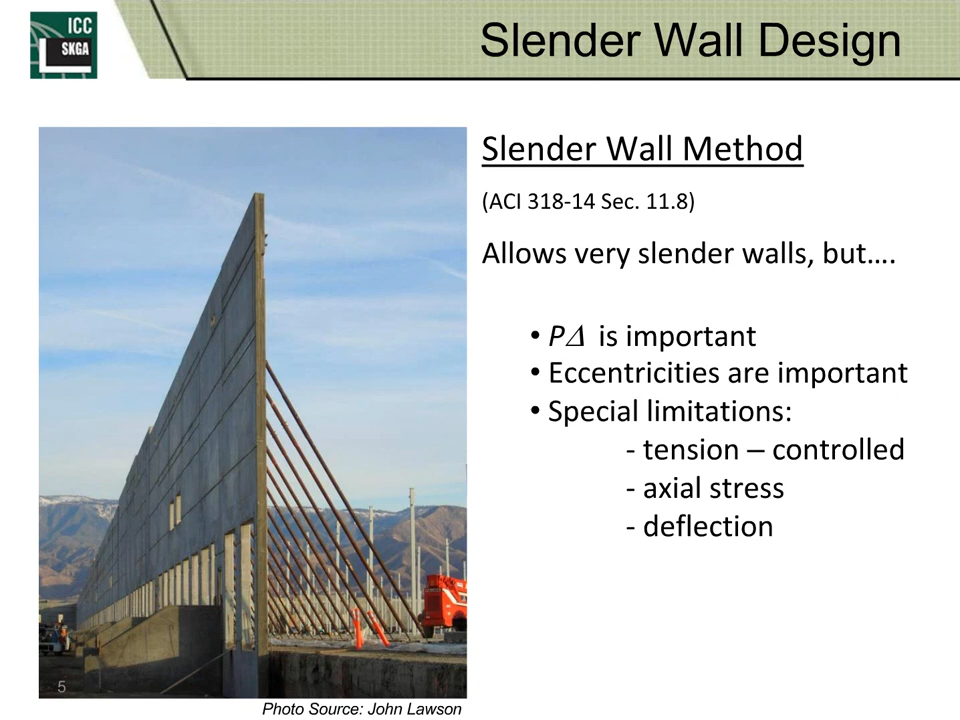 ICC
SKGA
Slender Wall Design
Slender Wall Method
(ACI 318-14 Sec. 11.8)
Allows very slender walls, but….
• PΔ is important
• Eccentricities are important
• Special limitations:
- tension – controlled
- axial stress
- deflection
5
Photo Source: John Lawson